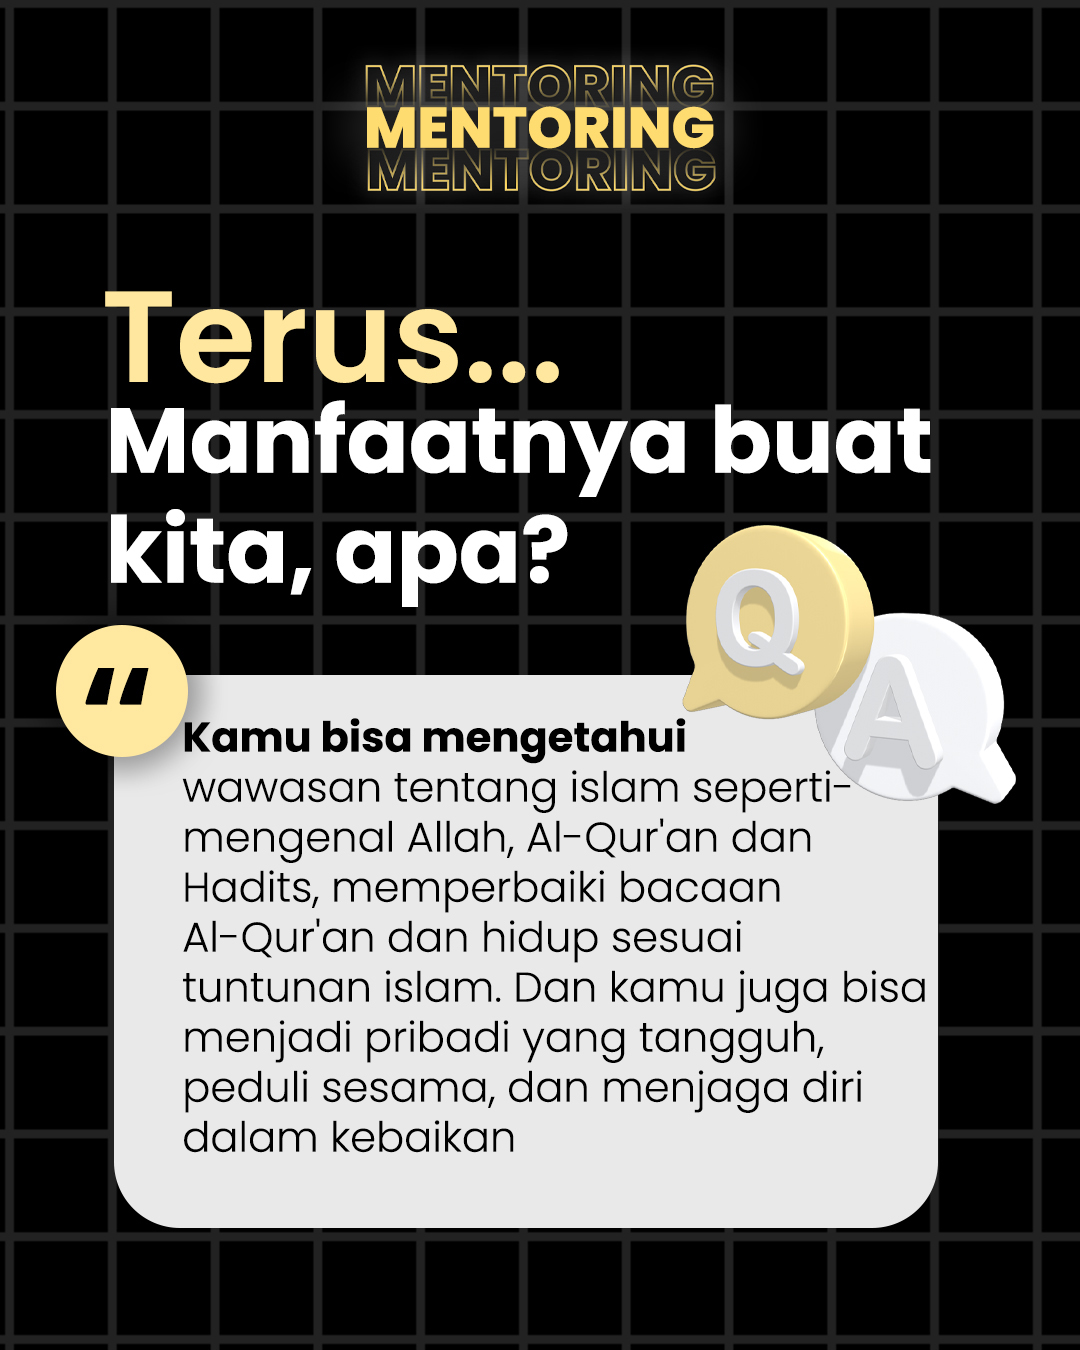 MENTORING
MENTORING
MENTORING
Terus...
Manfaatnya buat
kita, apa?
Q
A
“
Kamu bisa mengetahui
wawasan tentang islam seperti-
mengenal Allah, Al-Qur'an dan
Hadits, memperbaiki bacaan
Al-Qur'an dan hidup sesuai
tuntunan islam. Dan kamu juga bisa
menjadi pribadi yang tangguh,
peduli sesama, dan menjaga diri
dalam kebaikan